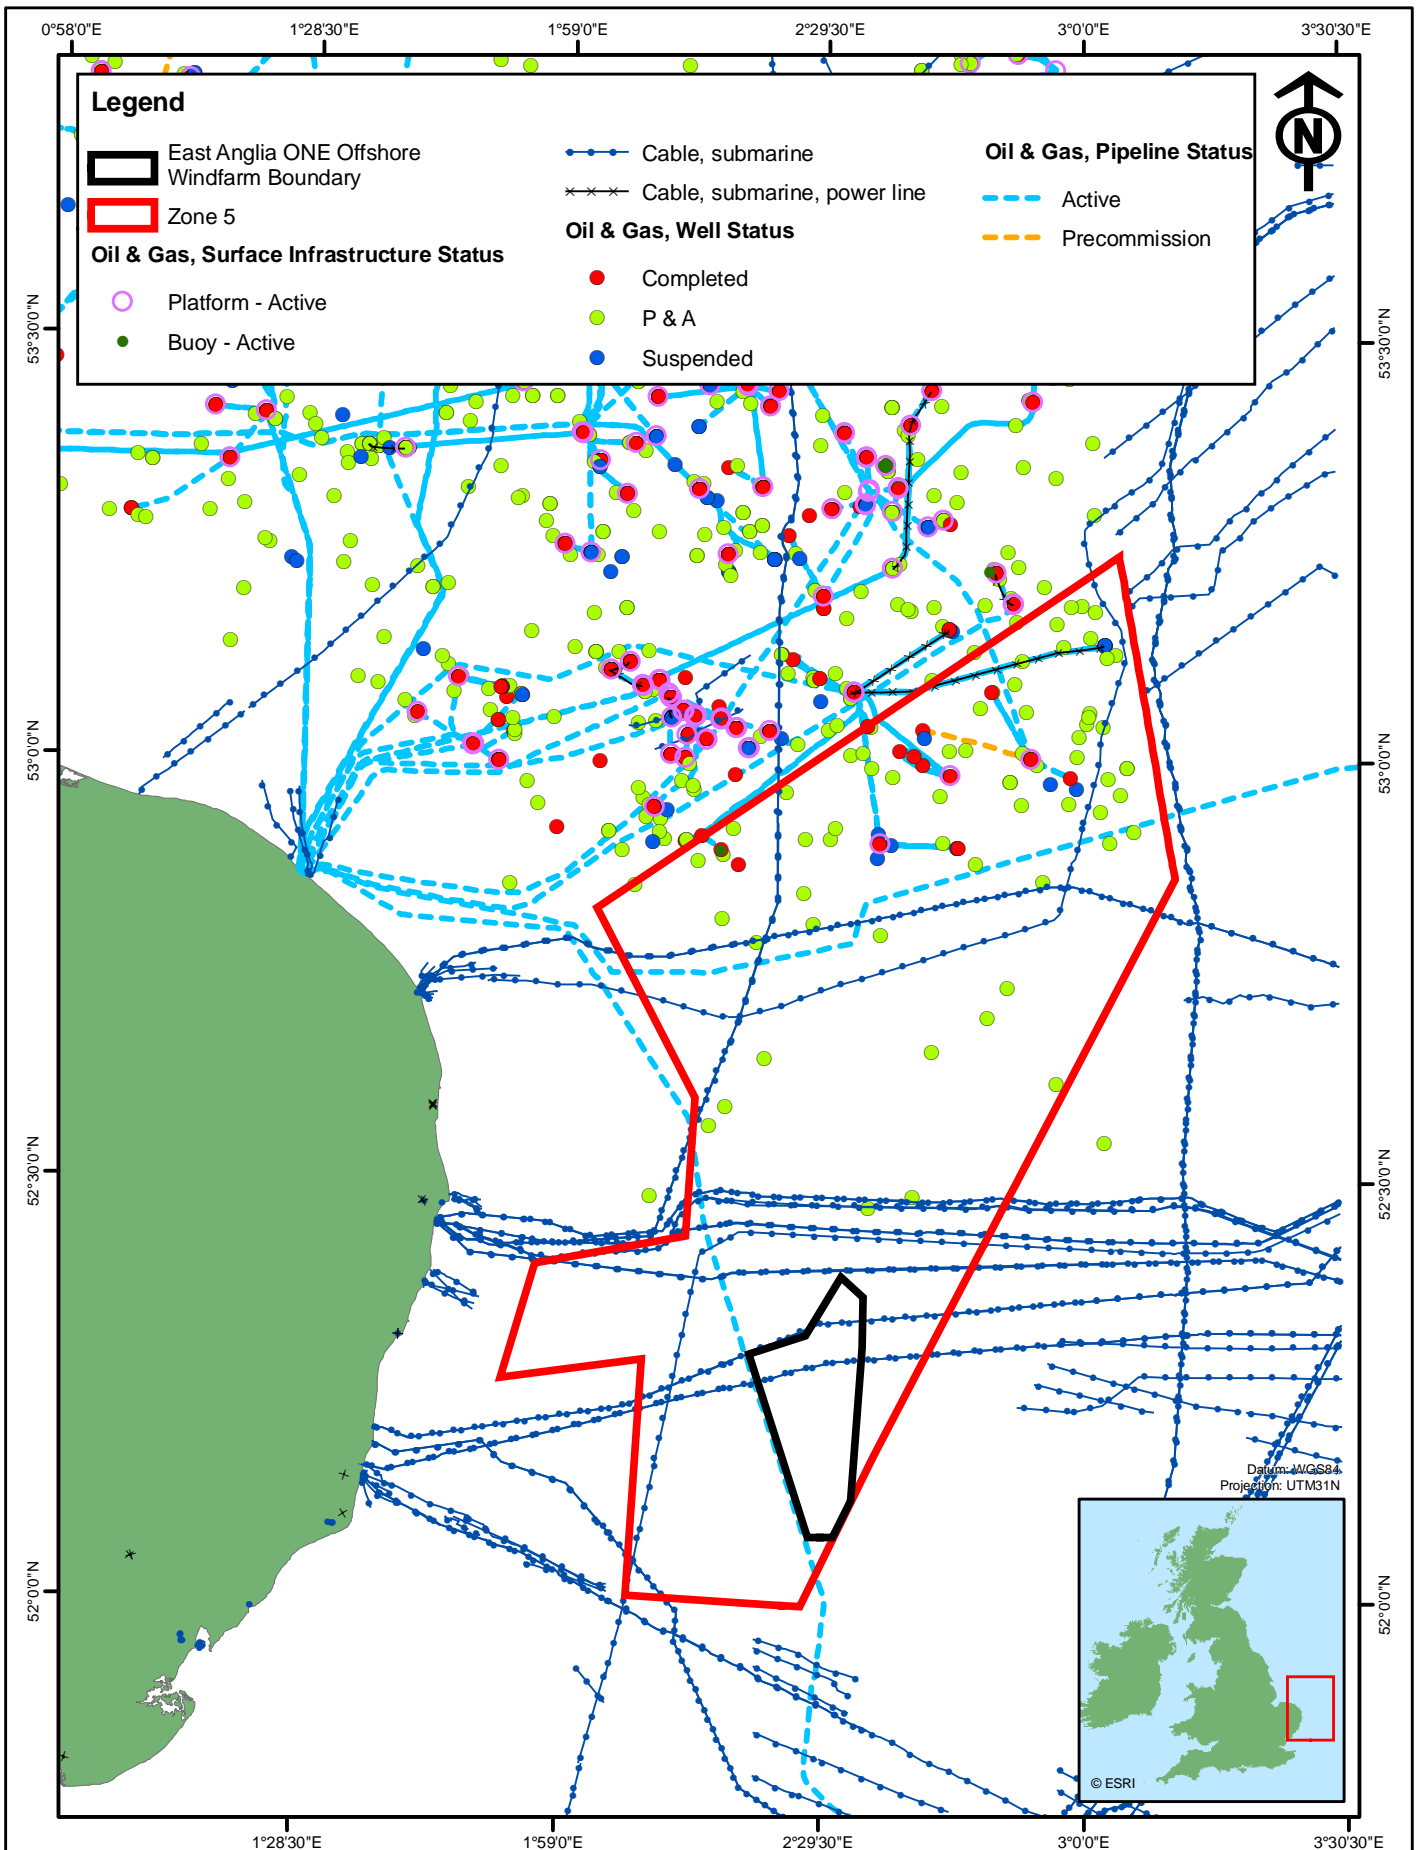 0°58'0"E 1°28'30"E 1°59'0"E 2°29'30"E 3°0'0"E 3°30'30"E
Legend
East Anglia ONE Offshore
Windfarm Boundary
Zone 5
Oil & Gas, Surface Infrastructure Status
Platform - Active
Buoy - Active
Cable, submarine
Cable, submarine, power line
Oil & Gas, Well Status
Completed
P & A
Suspended
Oil & Gas, Pipeline Status
Active
Precommission
N
53°30'0"N 53°30'0"N
53°0'0"N 53°0'0"N
52°30'0"N 52°30'0"N
52°0'0"N 52°0'0"N
Datum: WGS84
Projection: UTM31N
© ESRI
1°28'30"E 1°59'0"E 2°29'30"E 3°0'0"E 3°30'30"E